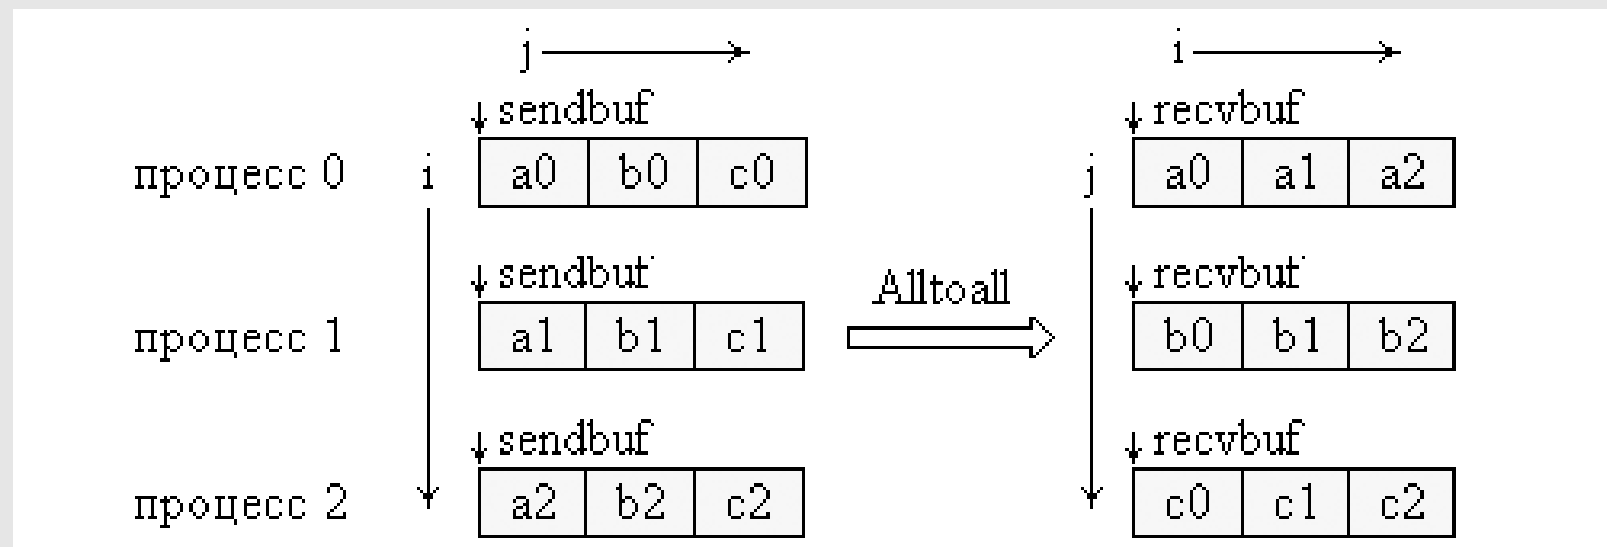 j i
sendbuf recvbuf
процесс 0 i a0 b0 c0 j a0 a1 a2
sendbuf recvbuf
Alltoall
процесс 1 a1 b1 c1 b0 b1 b2
sendbuf recvbuf
процесс 2 a2 b2 c2 c0 c1 c2